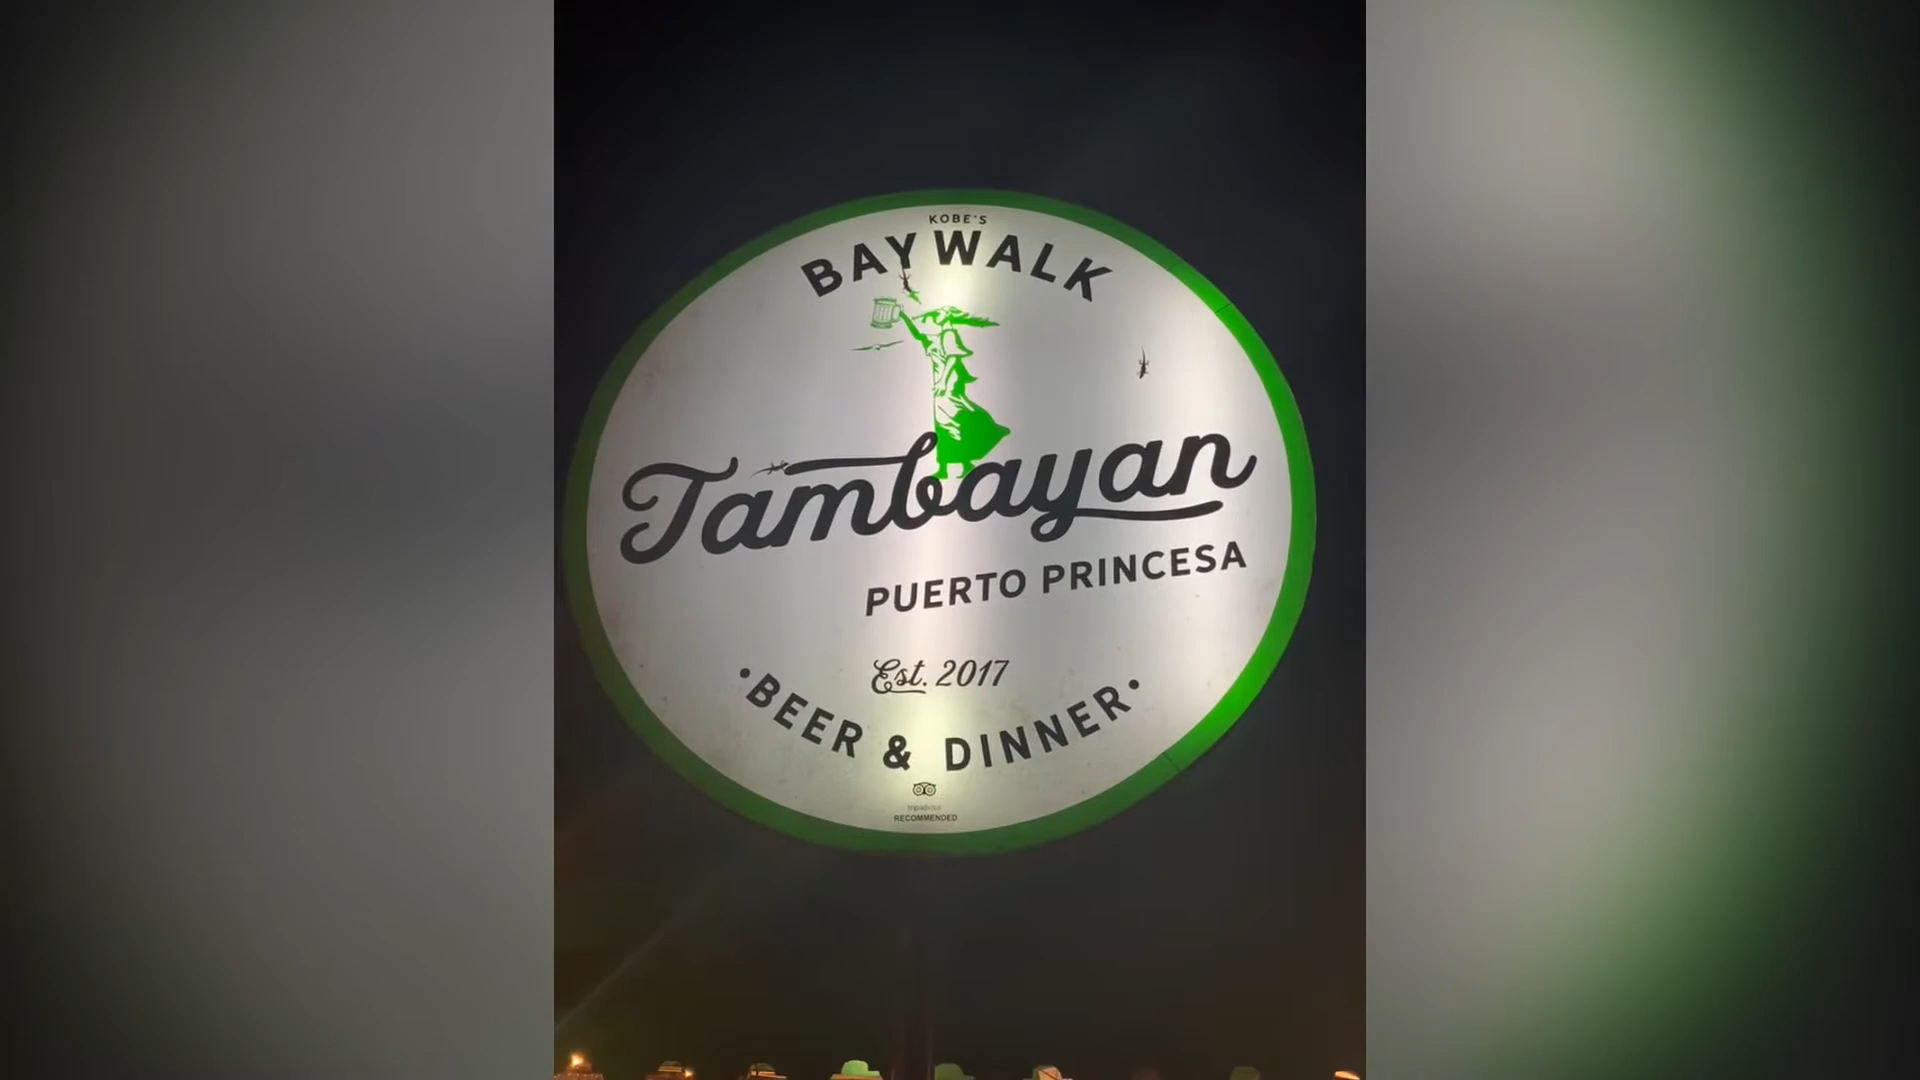 KOBE'S
BAYWALK
Tambayan
PUERTO PRINCESA
Est. 2017
•BEER & DINNER•
tripadvisor
RECOMMENDED